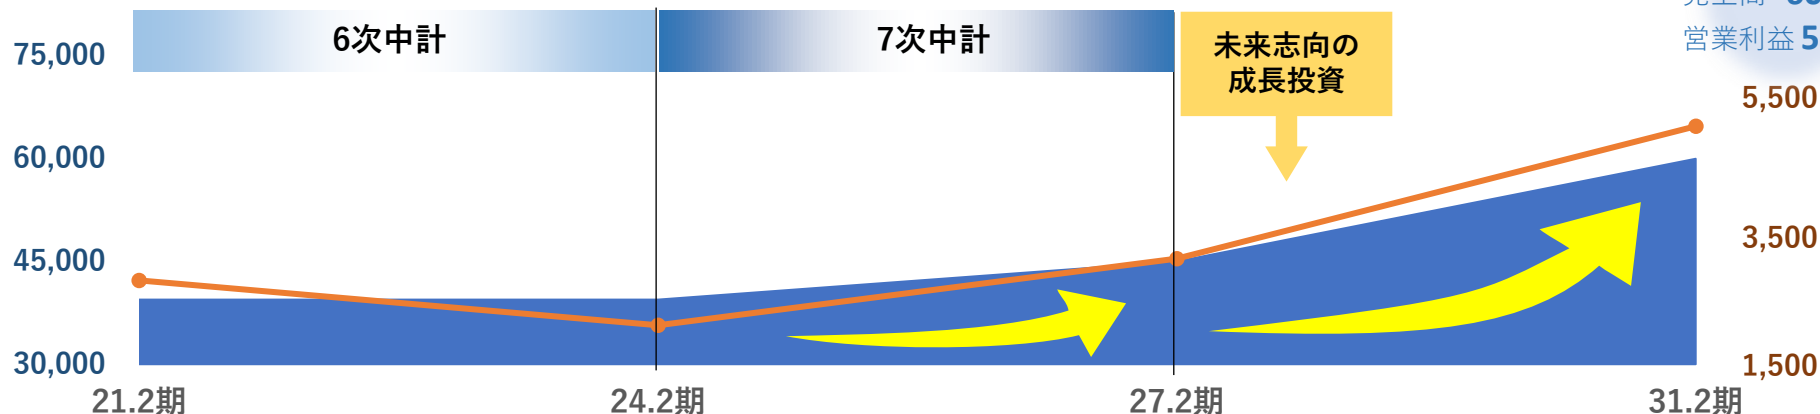 6次中計
7次中計
未来志向の
成長投資
営業利益 5
75,000
60,000
45,000
30,000
5,500
3,500
1,500
21.2期
24.2期
27.2期
31.2期